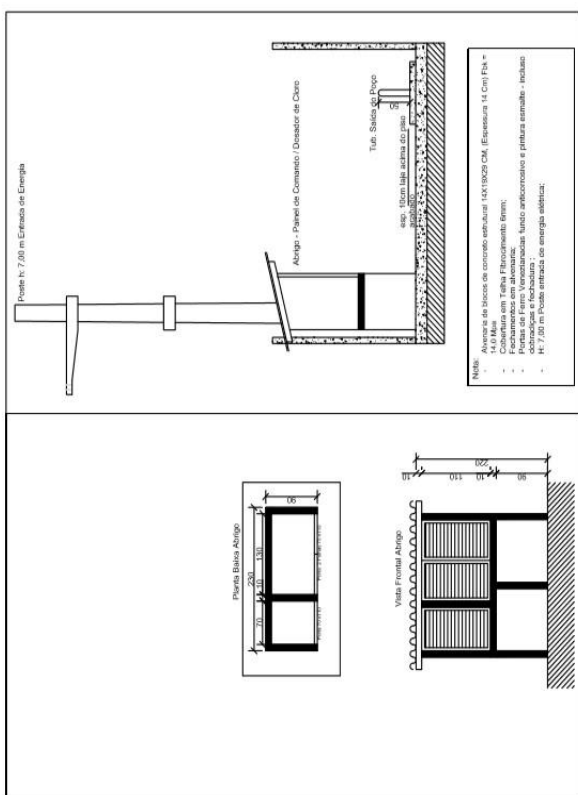 Poste h: 7,00 m Entrada de Energia
Abrigo - Painel de Comando / Dosador de Cloro
Tub. Saída do Poço
50
esp. 10cm laje acima do piso
acabado
Nota:
- Alvenaria de blocos de concreto estrutural 14X19X29 CM, (Espessura 14 Cm) Fbk =
14,0 Mpa
- Cobertura em Telha Fibrocimento 6mm;
- Fechamentos em alvenaria;
- Portas de Ferro Venezianadas fundo anticorrosivo e pintura esmalte - incluso
dobradiças e fechadura ;
- H: 7,00 m Poste entrada de energia elétrica;
Planta Baixa Abrigo
230
70
10
130
90
Vista Frontal Abrigo
10
110
10
90
220